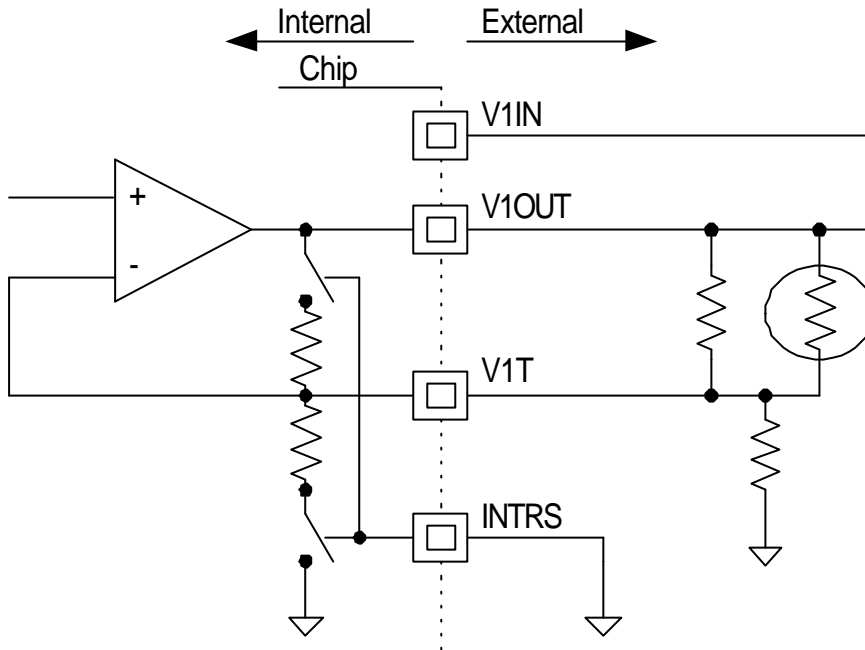 Internal External
Chip
V1IN
+
V1OUT
-
V1T
INTRS